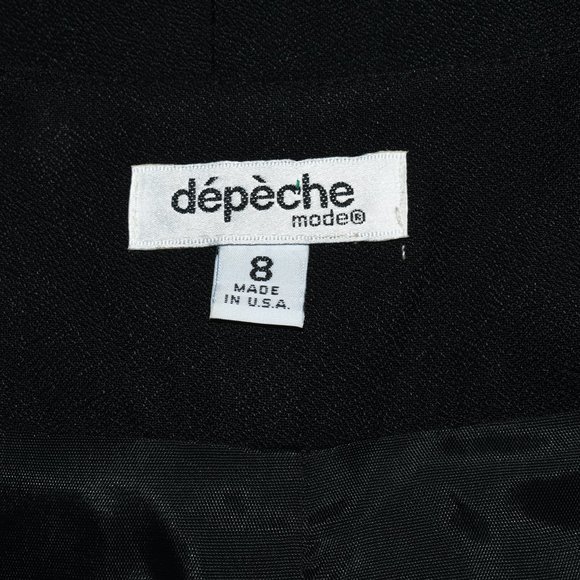 dépèche
mode®
8
MADE
IN U.S.A.